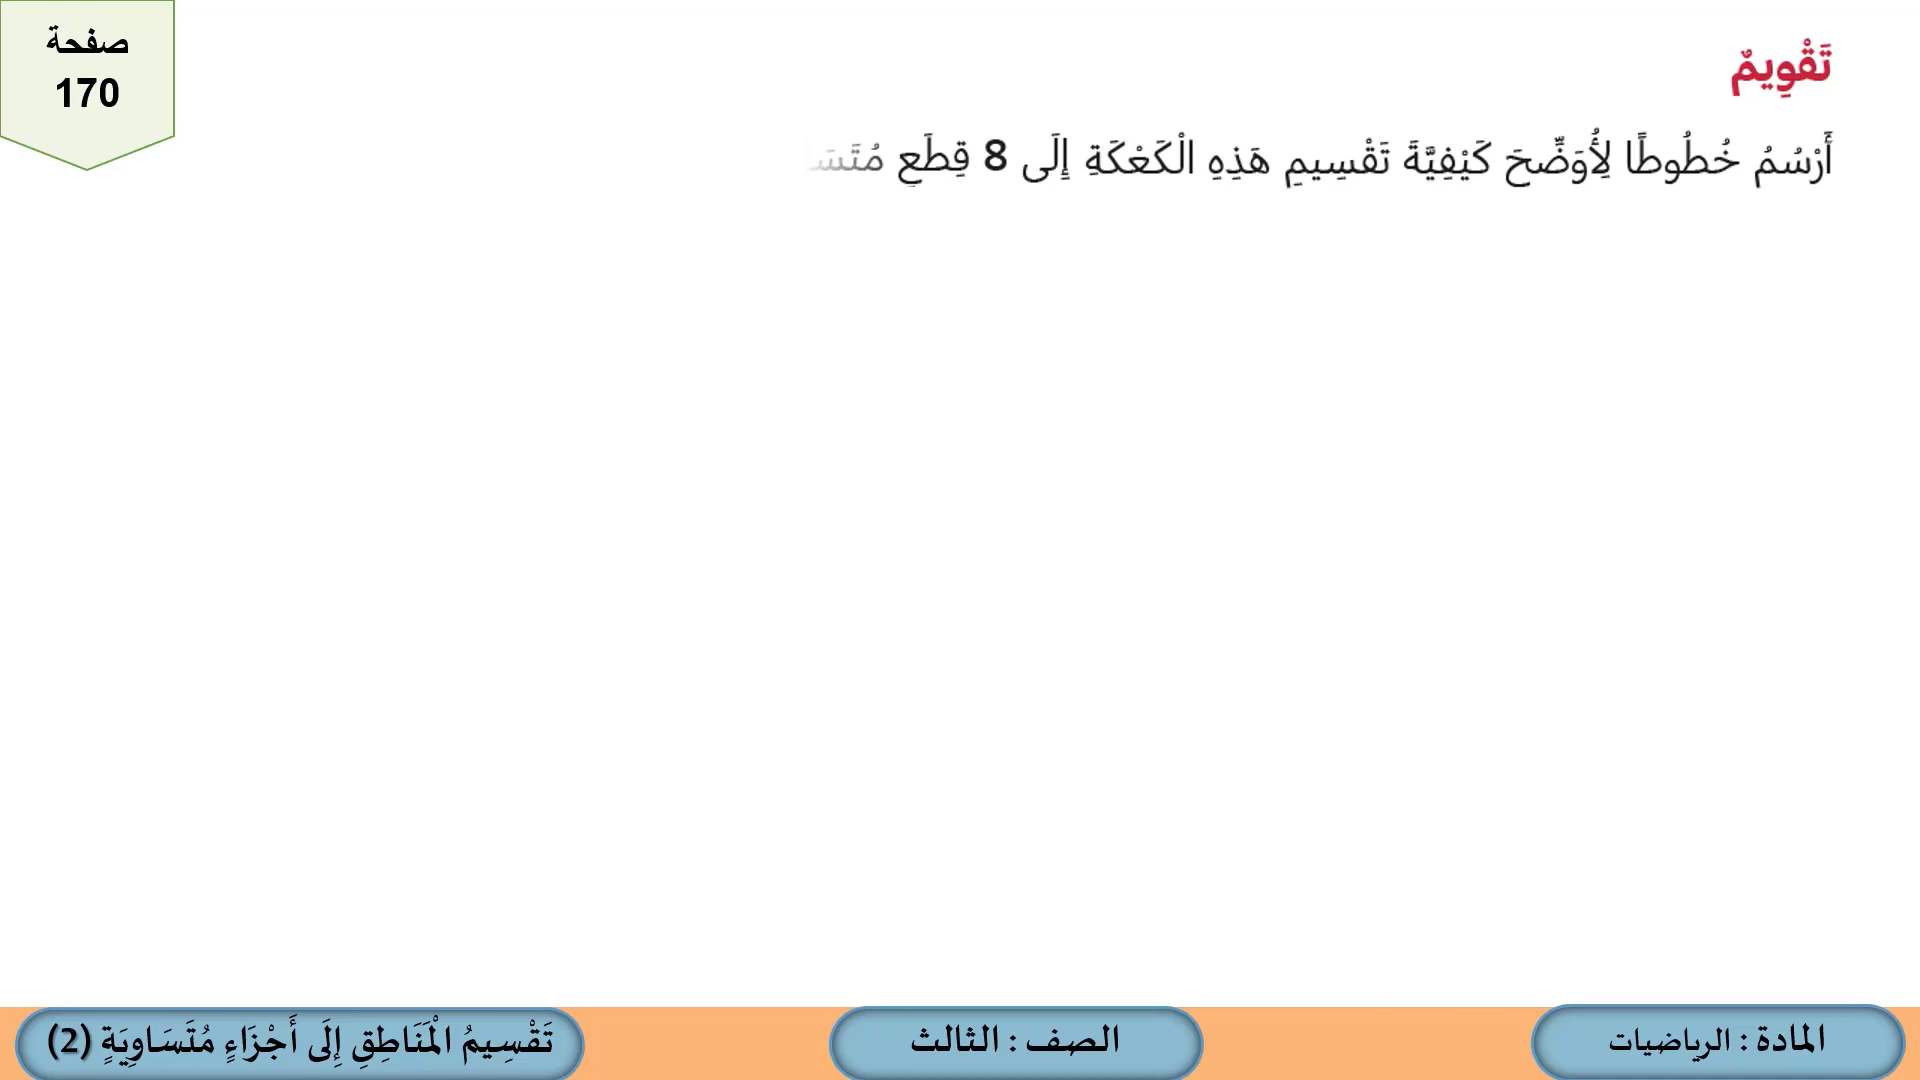 تَقْوِيمٌ
صفحة
170
أَرْسُمُ خُطُوطًا لِأُوَضِّحَ كَيْفِيَّةَ تَقْسِيمِ هَذِهِ الْكَعْكَةِ إِلَى 8 قِطَعٍ
المادة : الرياضيات
الصف : الثالث
تَقْسِيمُ الْمَنَاطِقِ إِلَى أَجْزَاءٍ مُتَسَاوِيَةٍ (2)